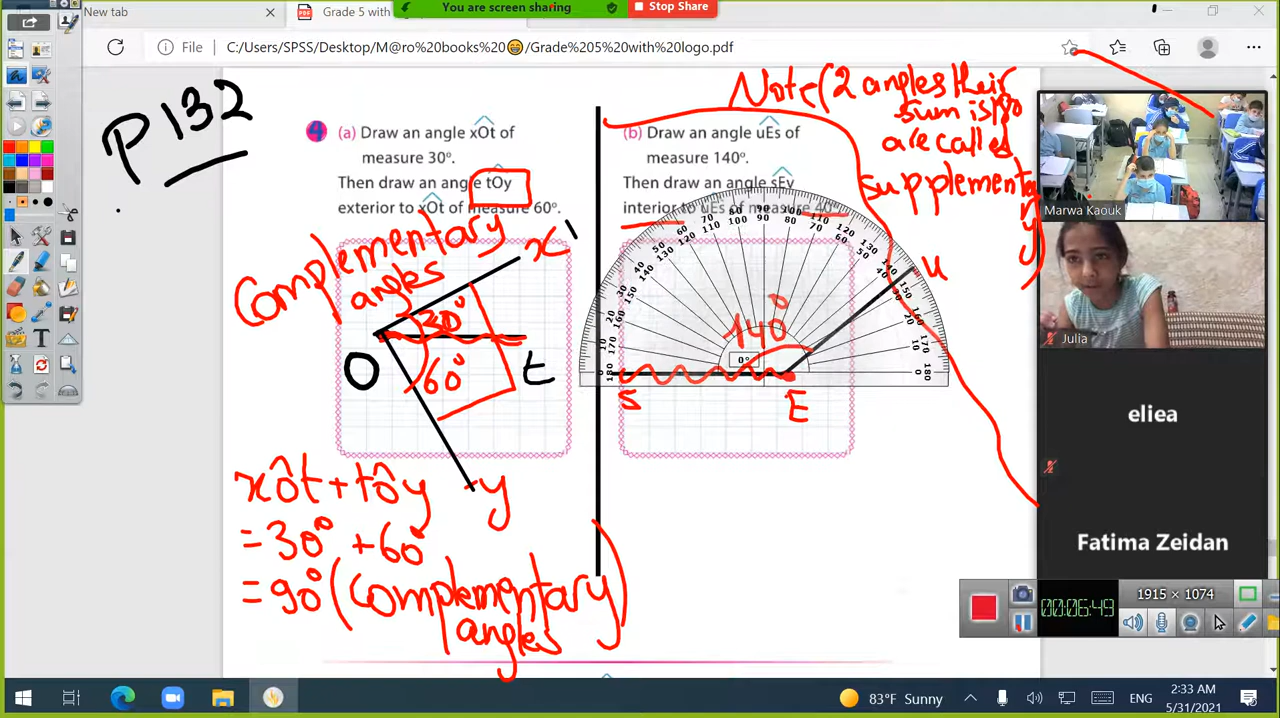 New tab
Grade 5 with
You are screen sharing
Stop Share
File
C:/Users/SPSS/Desktop/M@ro%20books%20😅/Grade%205%20with%20logo.pdf
P132
4 (a) Draw an angle xOt of
measure 30°.
Then draw an angle tOy
exterior to xOt of measure 60°.
(b) Draw an angle uEs of
measure 140°.
Then draw an angle sEy
interior to uEs of measure 40°
Note (2 angles their
sum is 180
are called
supplementary)
Complementary
angles
x
30°
60°
O
t
y
140°
0°
u
S
E
xÔt + tÔy
= 30° + 60°
= 90° (Complementary
angles
Marwa Kaouk
Julia
eliea
Fatima Zeidan
00:06:49
1915 × 1074
83°F Sunny
ENG
2:33 AM
5/31/2021